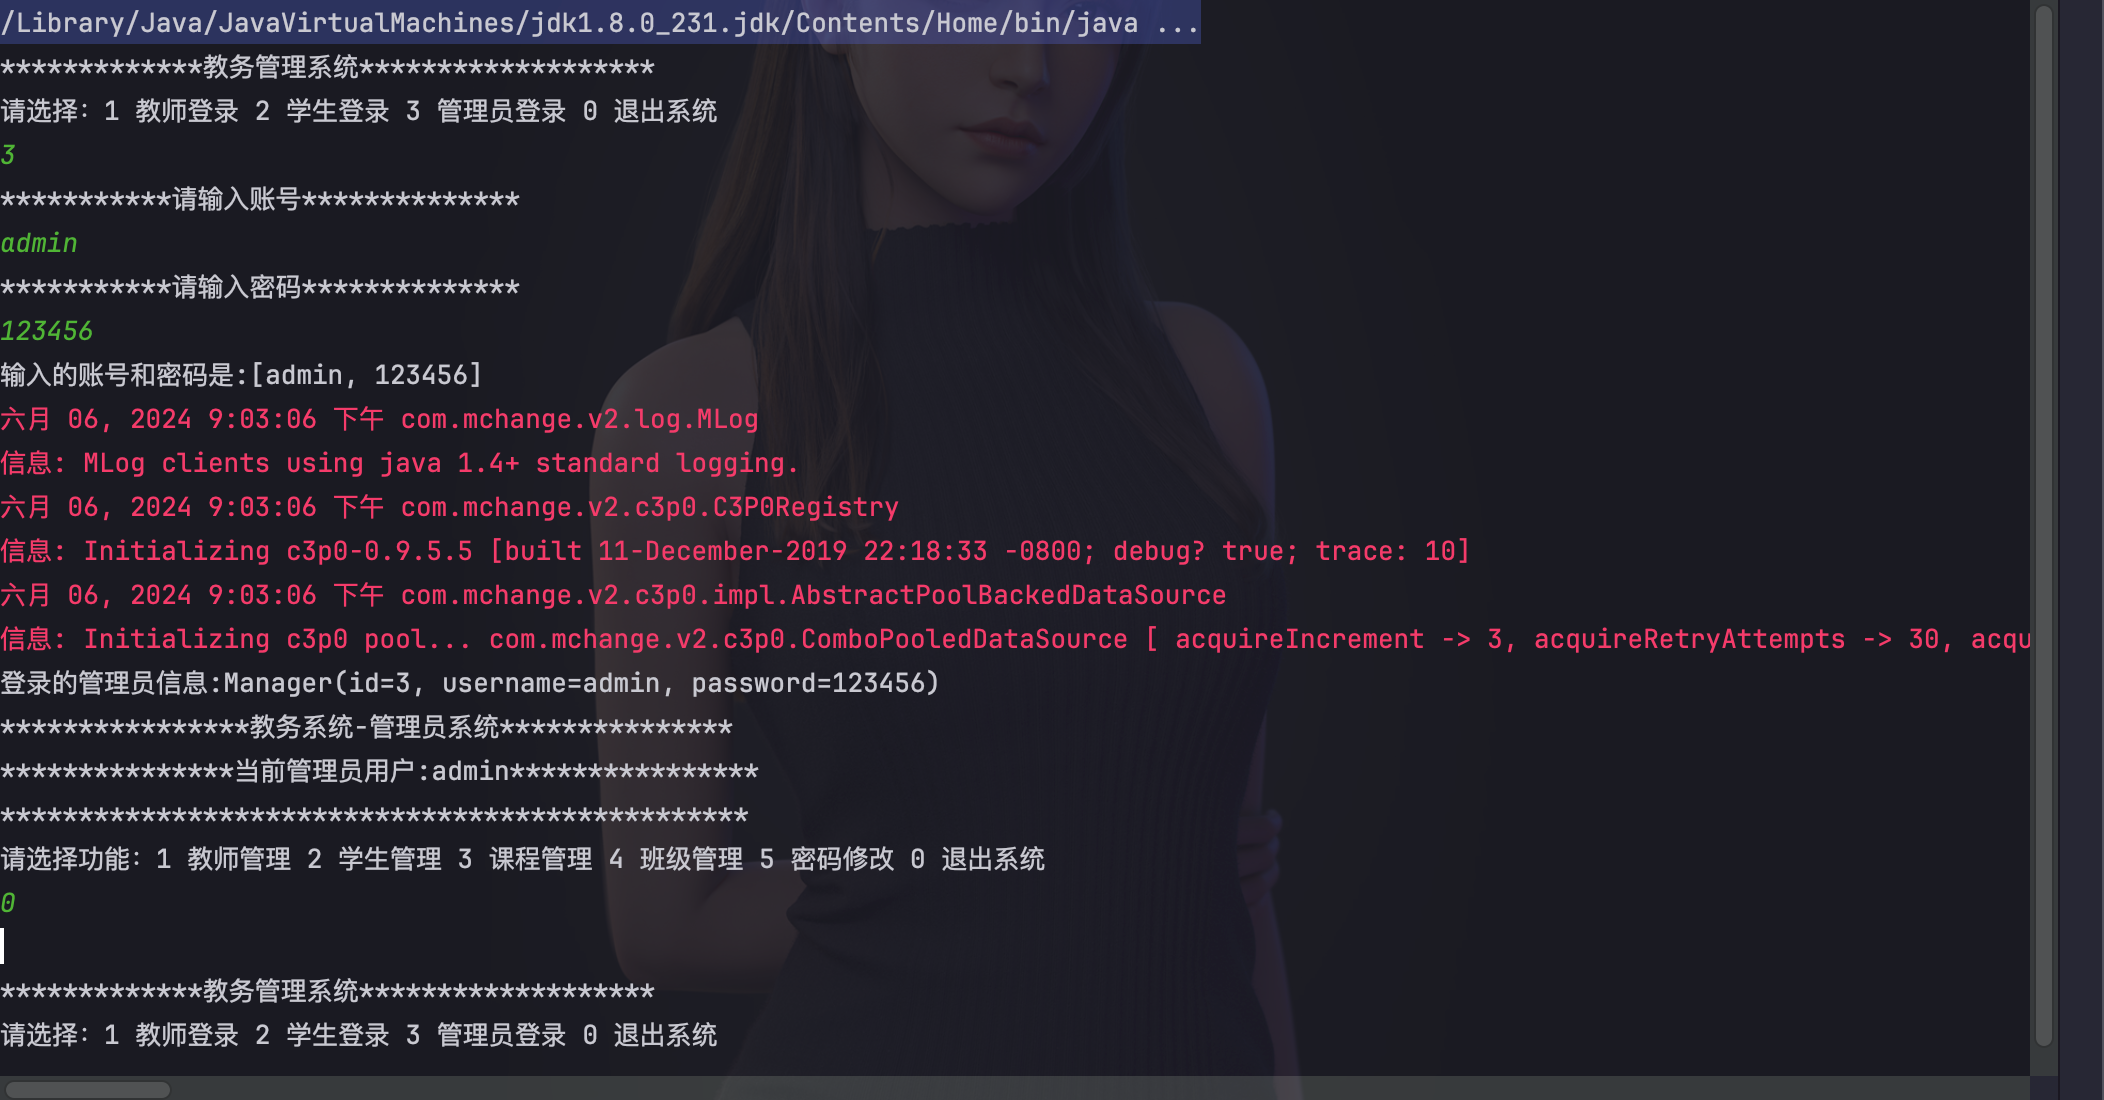 /Library/Java/JavaVirtualMachines/jdk1.8.0_231.jdk/Contents/Home/bin/java ...
*************教务管理系统*******************
请选择: 1 教师登录 2 学生登录 3 管理员登录 0 退出系统
3
***********请输入账号**************
admin
***********请输入密码**************
123456
输入的账号和密码是:[admin, 123456]
六月 06, 2024 9:03:06 下午 com.mchange.v2.log.MLog
信息: MLog clients using java 1.4+ standard logging.
六月 06, 2024 9:03:06 下午 com.mchange.v2.c3p0.C3P0Registry
信息: Initializing c3p0-0.9.5.5 [built 11-December-2019 22:18:33 -0800; debug? true; trace: 10]
六月 06, 2024 9:03:06 下午 com.mchange.v2.c3p0.impl.AbstractPoolBackedDataSource
信息: Initializing c3p0 pool... com.mchange.v2.c3p0.ComboPooledDataSource [ acquireIncrement -> 3, acquireRetryAttempts -> 30, acqu
登录的管理员信息:Manager(id=3, username=admin, password=123456)
****************教务系统-管理员系统***************
***************当前管理员用户:admin****************
************************************************
请选择功能: 1 教师管理 2 学生管理 3 课程管理 4 班级管理 5 密码修改 0 退出系统
0
*************教务管理系统*******************
请选择: 1 教师登录 2 学生登录 3 管理员登录 0 退出系统